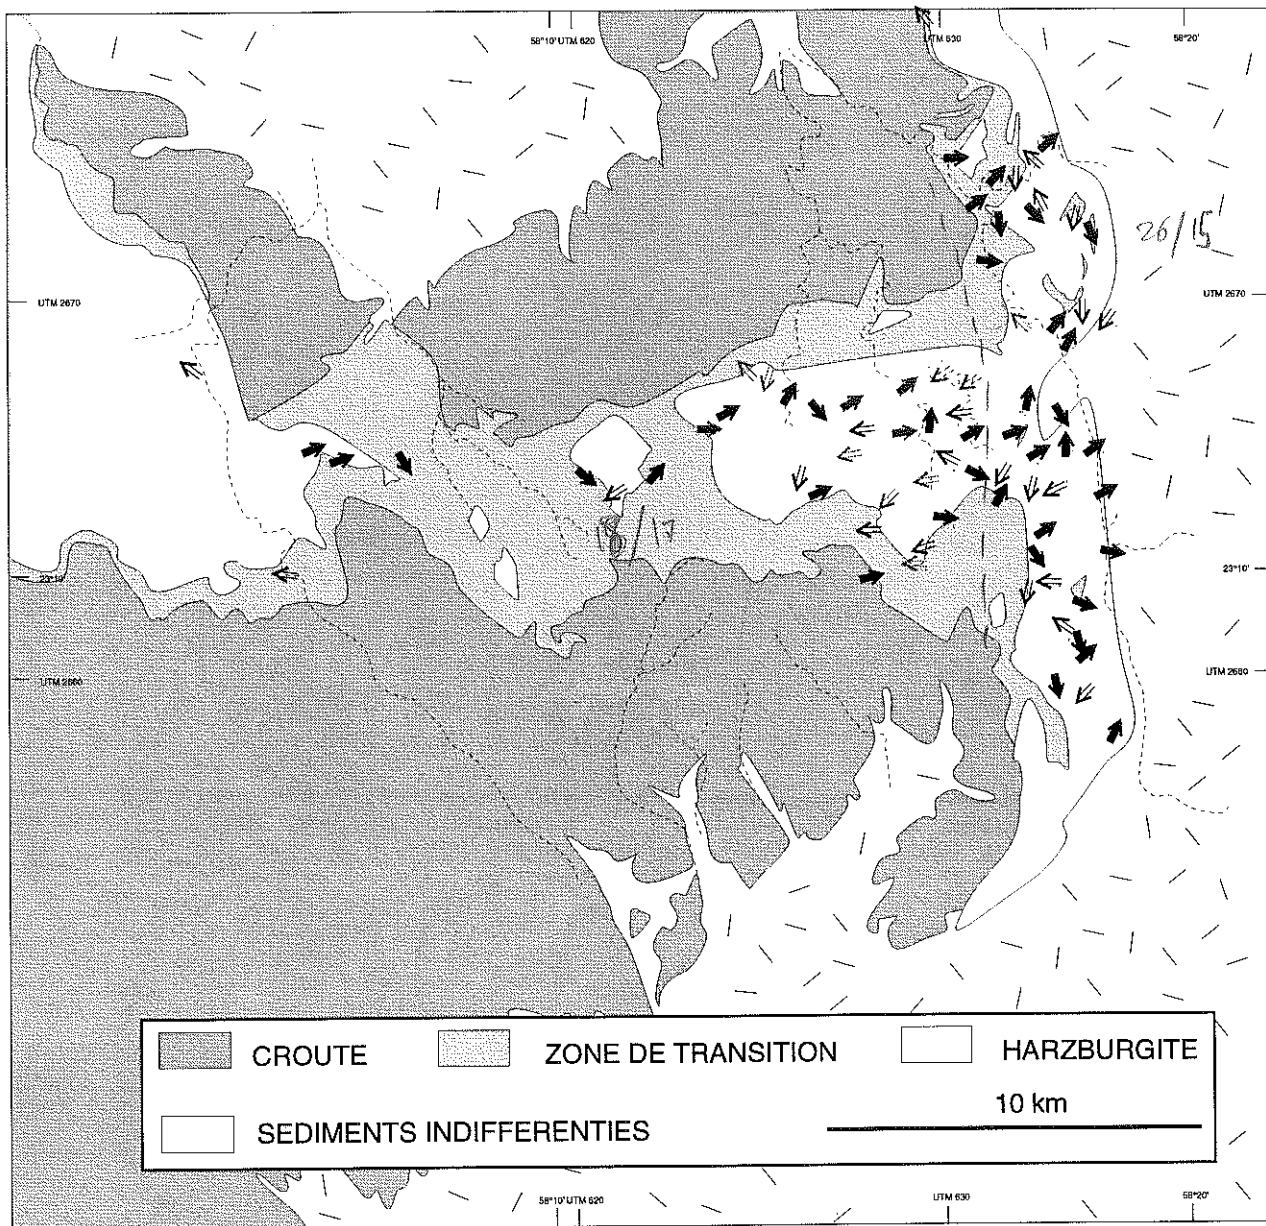 58°10' UTM 620
UTM 630
58°20'
26/15
UTM 2670
UTM 2670
18/17
23°10'
23°10'
UTM 2660
UTM 2660
CROUTE
ZONE DE TRANSITION
HARZBURGITE
SEDIMENTS INDIFFERENTIES
10 km
58°10' UTM 620
UTM 630
58°20'